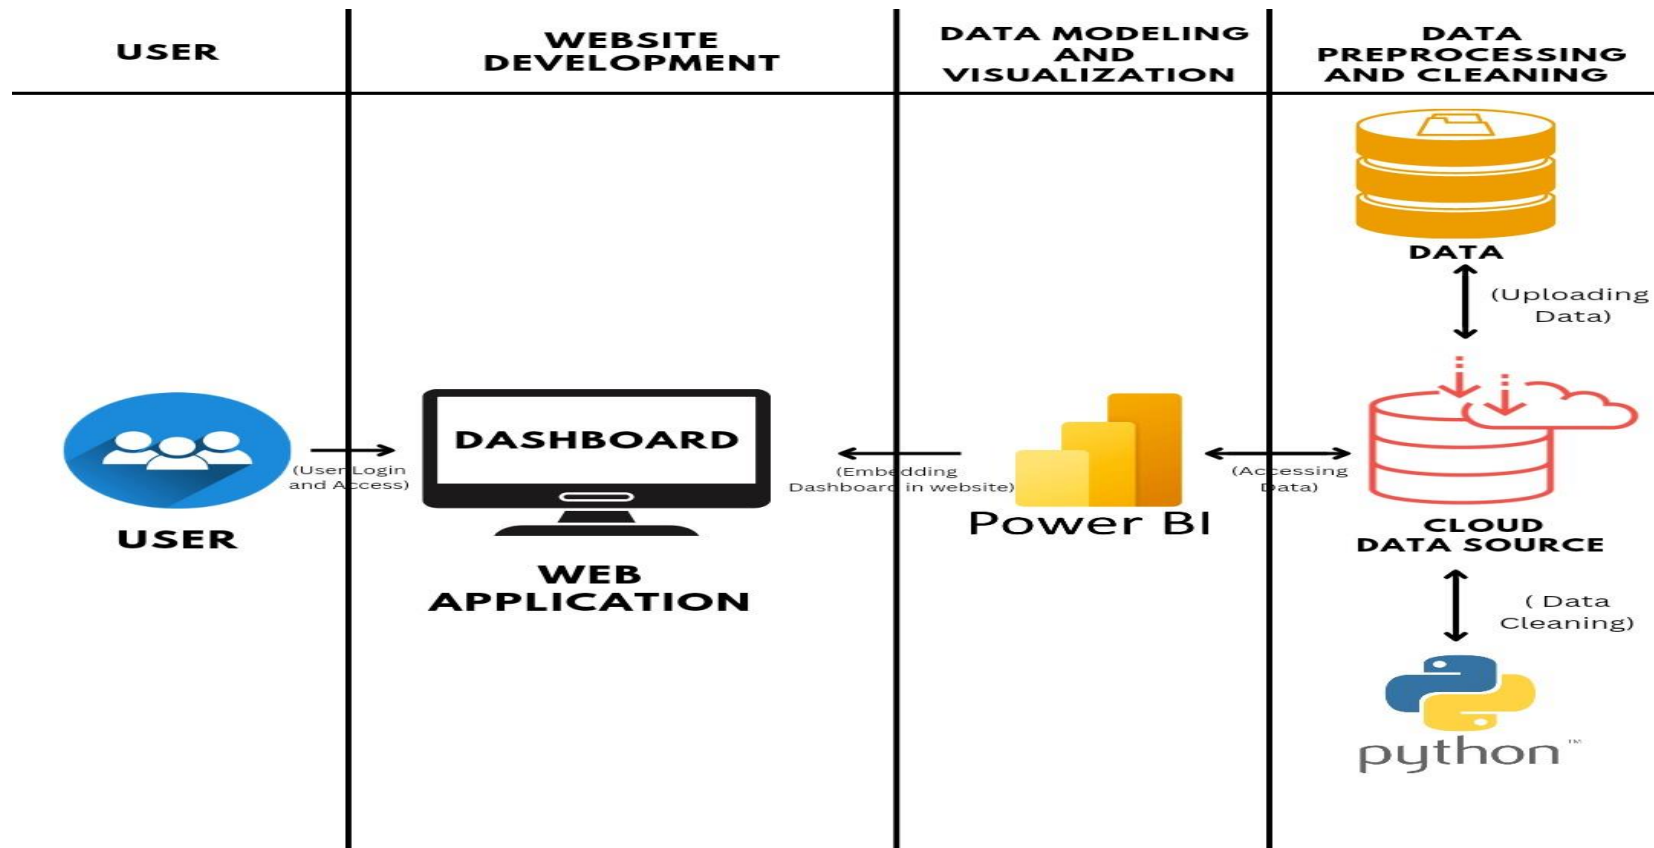 USER
WEBSITE
DEVELOPMENT
DATA MODELING
AND
VISUALIZATION
DATA
PREPROCESSING
AND CLEANING
DATA
(Uploading
Data)
DASHBOARD
(User Login
and Access)
(Embedding
Dashboard in website)
(Accessing
Data)
USER
Power BI
CLOUD
DATA SOURCE
WEB
APPLICATION
( Data
Cleaning)
python™